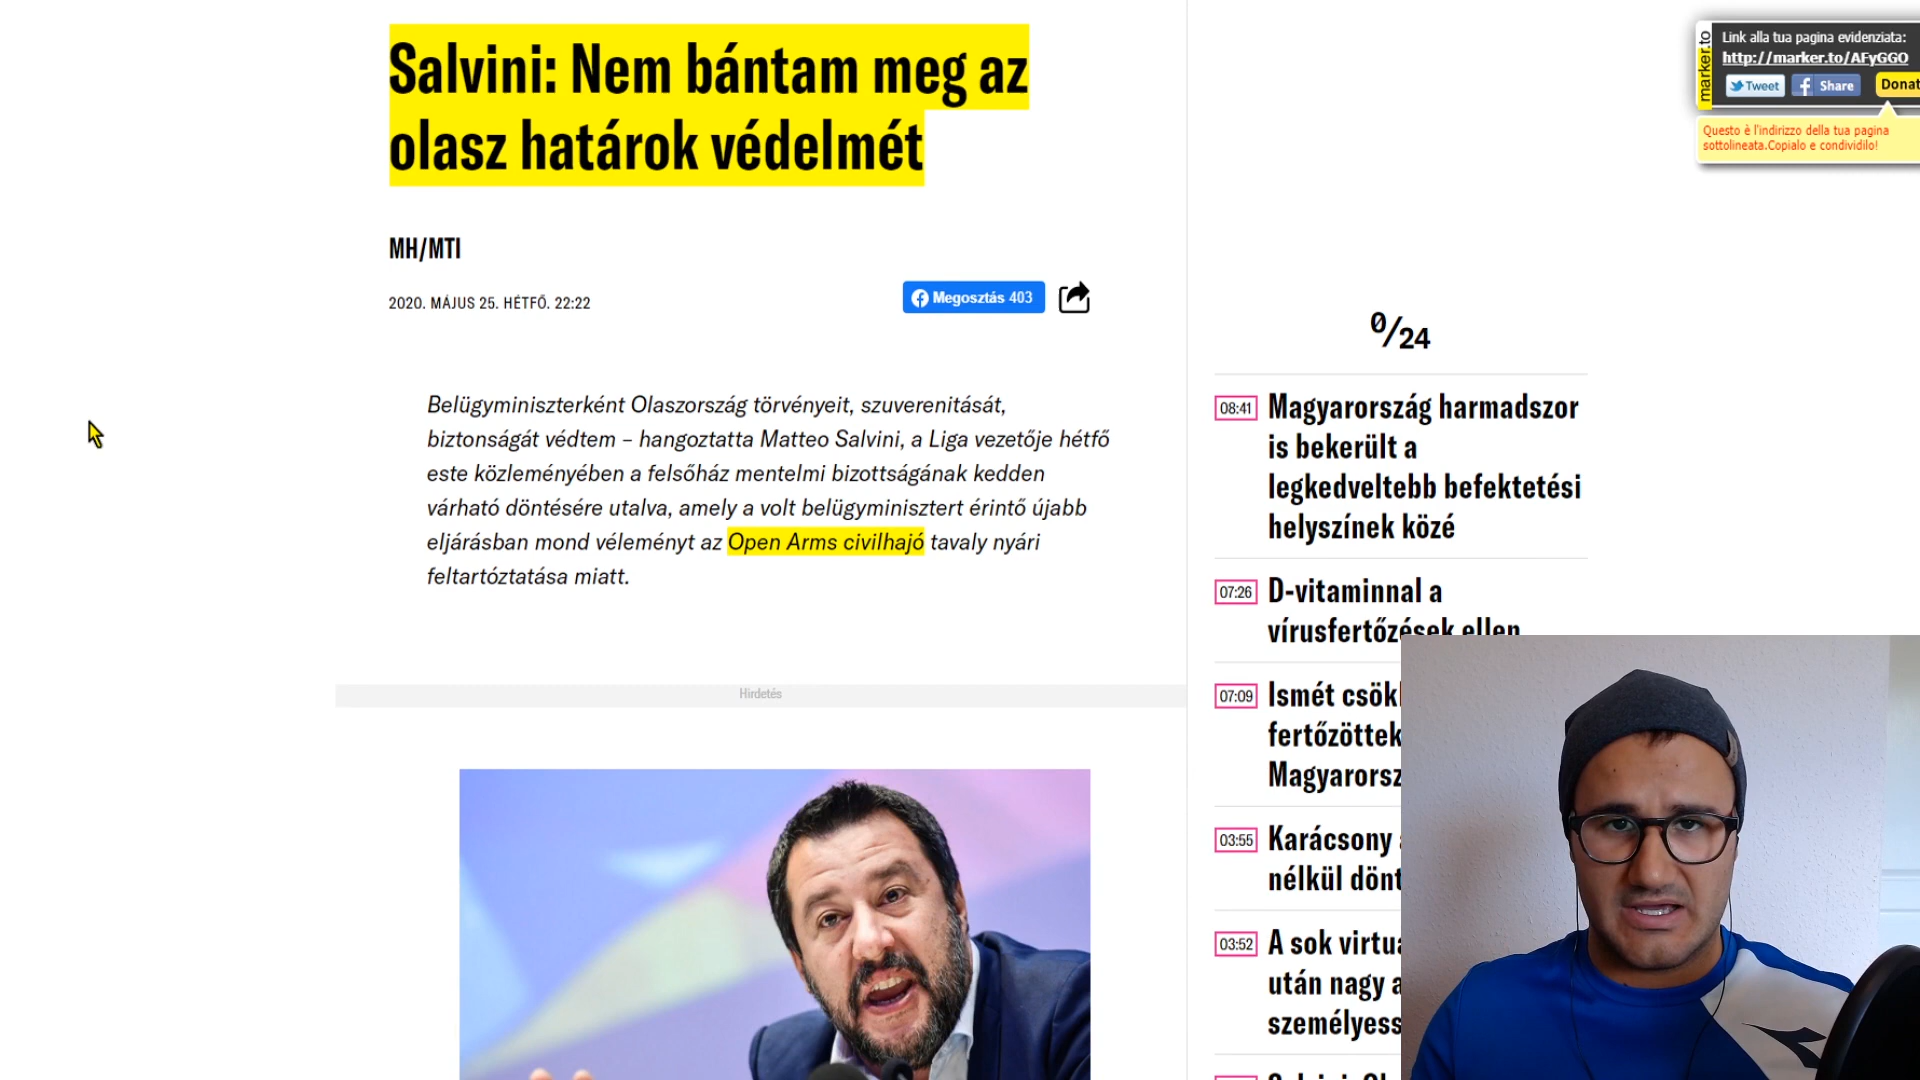 Salvini: Nem bántam meg az
olasz határok védelmét
MH/MTI
2020. MÁJUS 25. HÉTFŐ. 22:22
Megosztás 403
Belügyminiszterként Olaszország törvényeit, szuverenitását,
biztonságát védtem – hangoztatta Matteo Salvini, a Liga vezetője hétfő
este közleményében a felsőház mentelmi bizottságának kedden
várható döntésére utalva, amely a volt belügyminisztert érintő újabb
eljárásban mond véleményt az Open Arms civilhajó tavaly nyári
feltartóztatása miatt.
Hirdetés
marker.to
Link alla tua pagina evidenziata:
http://marker.to/AFyGGO
Tweet
Share
Donat
Questo è l'indirizzo della tua pagina
sottolineata.Copialo e condividilo!
0/24
08:41 Magyarország harmadszor
is bekerült a
legkedveltebb befektetési
helyszínek közé
07:26 D-vitaminnal a
vírusfertőzések ellen
07:09 Ismét csök
fertőzöttek
Magyarorsz
03:55 Karácsony
nélkül dönt
03:52 A sok virtu
után nagy a
személyess